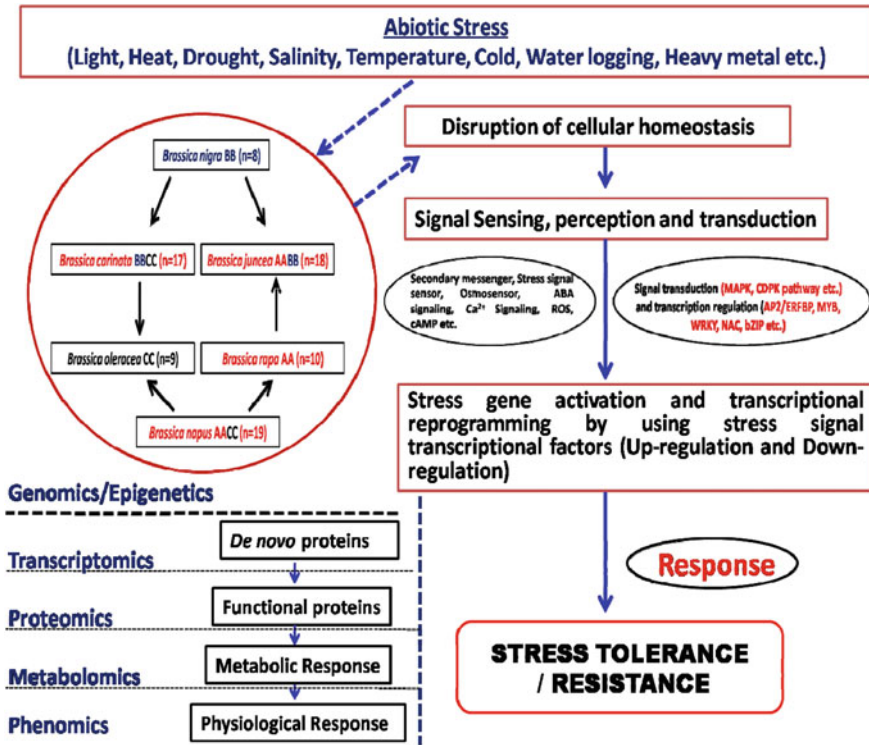 Abiotic Stress
(Light, Heat, Drought, Salinity, Temperature, Cold, Water logging, Heavy metal etc.)
Disruption of cellular homeostasis
Brassica nigra BB (n=8)
Signal Sensing, perception and transduction
Brassica carinata BBCC (n=17)
Brassica juncea AABB (n=18)
Secondary messenger, Stress signal
sensor, Osmosensor, ABA
signaling, Ca²⁺ Signaling, ROS,
cAMP etc.
Signal transduction (MAPK, CDPK pathway etc.)
and transcription regulation (AP2/ERFBP, MYB,
WRKY, NAC, bZIP etc.)
Brassica oleracea CC (n=9)
Brassica rapa AA (n=10)
Brassica napus AACC (n=19)
Stress gene activation and transcriptional
reprogramming by using stress signal
transcriptional factors (Up-regulation and Down-
regulation)
Genomics/Epigenetics
De novo proteins
Transcriptomics
Functional proteins
Proteomics
Metabolic Response
Metabolomics
Physiological Response
Phenomics
Response
STRESS TOLERANCE
/ RESISTANCE